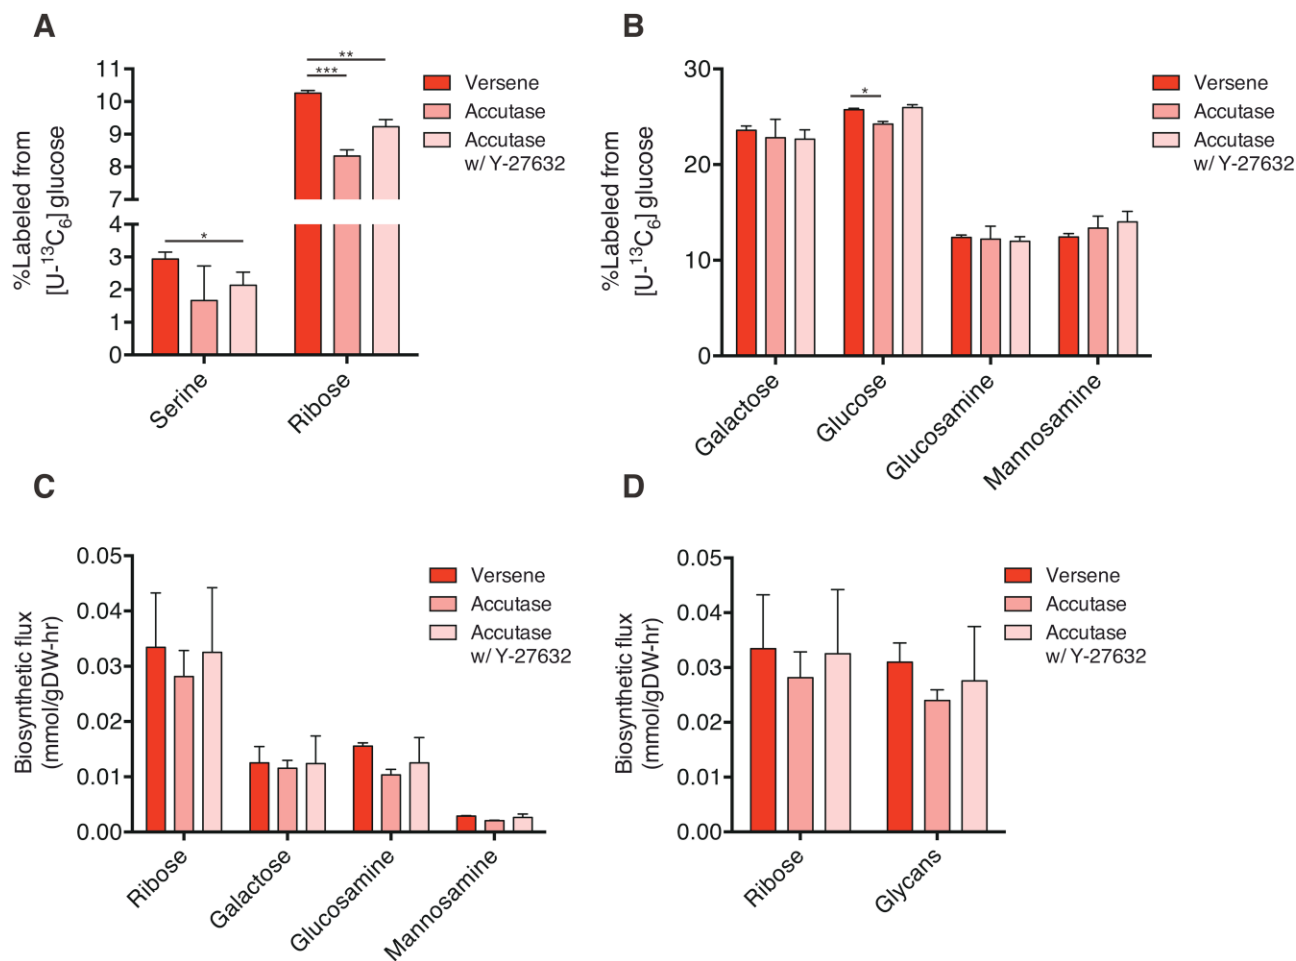 A
%Labeled from
[U-¹³C₆] glucose
11
10
9
8
7
4
3
2
1
0
*
***
**
Serine
Ribose
Versene
Accutase
Accutase
w/ Y-27632
B
%Labeled from
[U-¹³C₆] glucose
30
20
10
0
*
Galactose
Glucose
Glucosamine
Mannosamine
Versene
Accutase
Accutase
w/ Y-27632
C
Biosynthetic flux
(mmol/gDW-hr)
0.05
0.04
0.03
0.02
0.01
0.00
Ribose
Galactose
Glucosamine
Mannosamine
Versene
Accutase
Accutase
w/ Y-27632
D
Biosynthetic flux
(mmol/gDW-hr)
0.05
0.04
0.03
0.02
0.01
0.00
Ribose
Glycans
Versene
Accutase
Accutase
w/ Y-27632